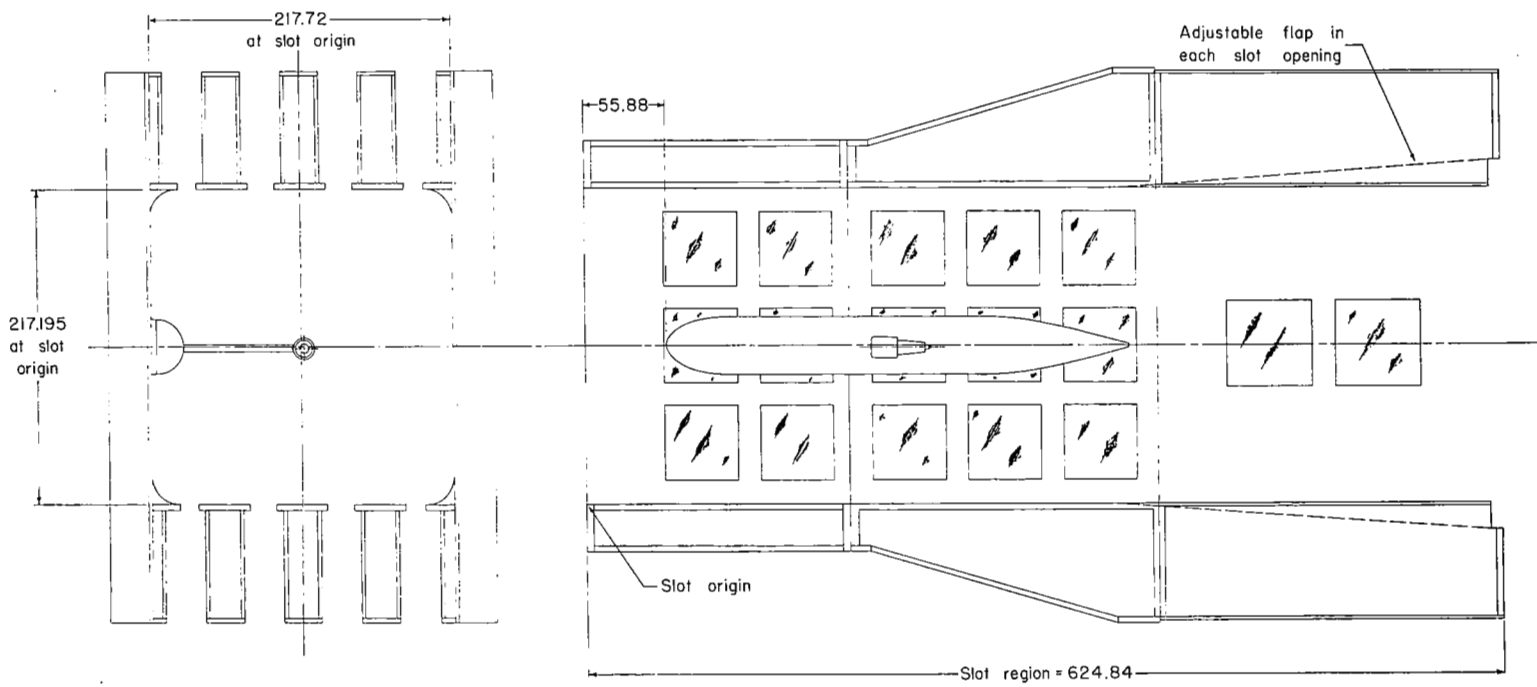 217.72
at slot origin
Adjustable flap in
each slot opening
55.88
217.195
at slot
origin
Slot origin
Slot region = 624.84